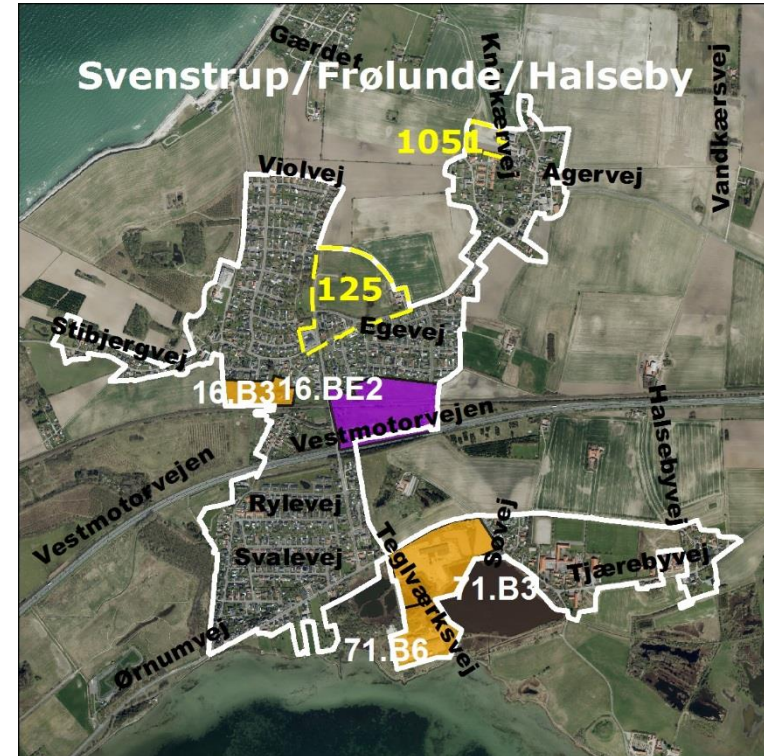 Gærdet
Svenstrup/Frølunde/Halseby
Knudkærvej
Vandkærsvej
1051
Violvej
Agervej
125
Egevej
Stibjergvej
16.B3
16.BE2
Vestmotorvejen
Halsebyvej
Vestmotorvejen
Rylevej
Svalevej
Teglværksvej
Søvej
Tjærebyvej
71.B3
Ørnumvej
71.B6